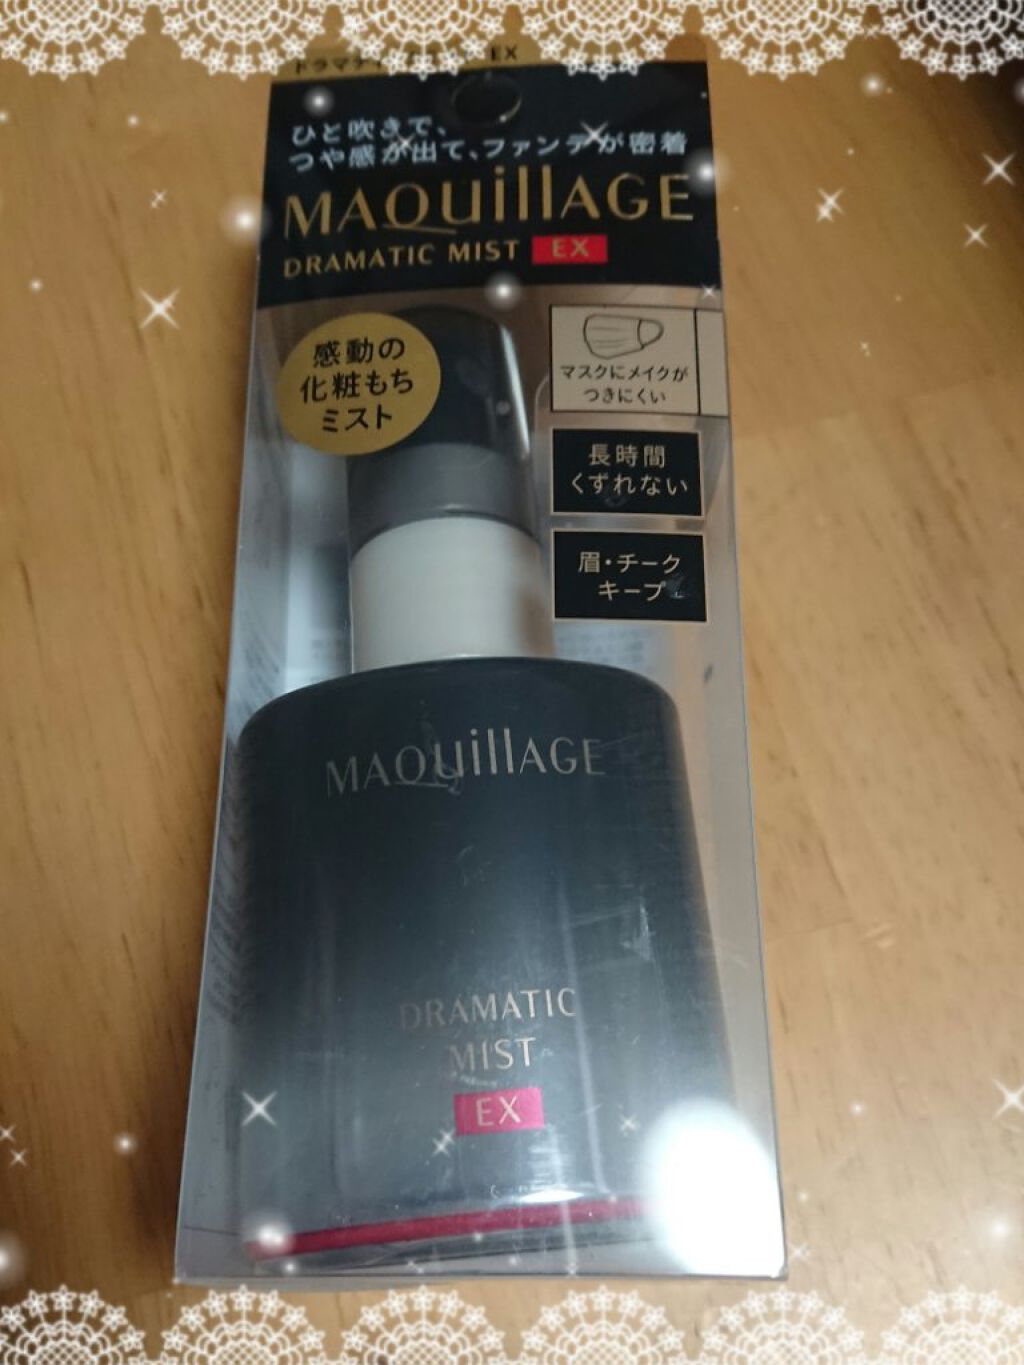 EX
ひと吹きで、
つや感が出て、ファンデが密着
MAQuillAGE
DRAMATIC MIST EX
感動の
化粧もち
ミスト
マスクにメイクが
つきにくい
長時間
くずれない
眉・チーク
キープ
MAQuillAGE
DRAMATIC
MIST
EX